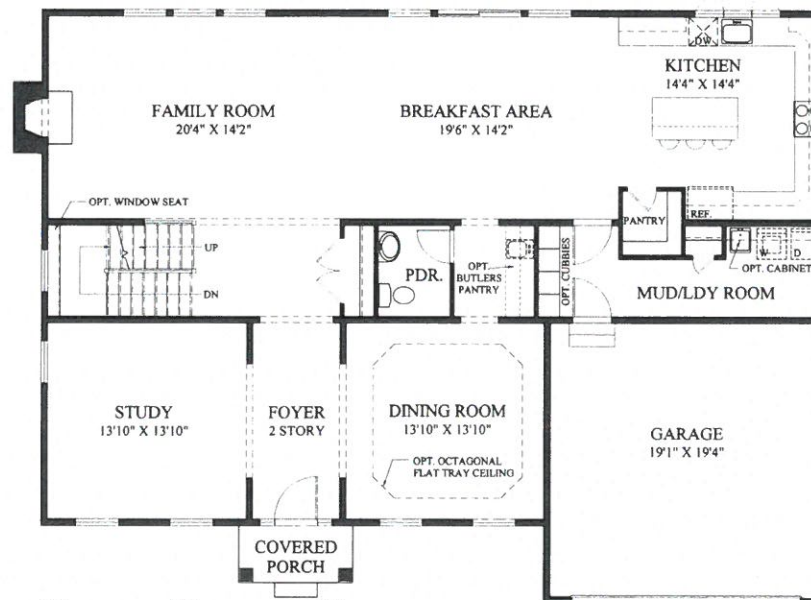 DW
KITCHEN
14'4" X 14'4"
FAMILY ROOM
20'4" X 14'2"
BREAKFAST AREA
19'6" X 14'2"
OPT. WINDOW SEAT
PANTRY
REF.
UP
DN
PDR.
OPT.
BUTLERS
PANTRY
OPT. CUBBIES
W
D
OPT. CABINET
MUD/LDY ROOM
STUDY
13'10" X 13'10"
FOYER
2 STORY
DINING ROOM
13'10" X 13'10"
OPT. OCTAGONAL
FLAT TRAY CEILING
GARAGE
19'1" X 19'4"
COVERED
PORCH